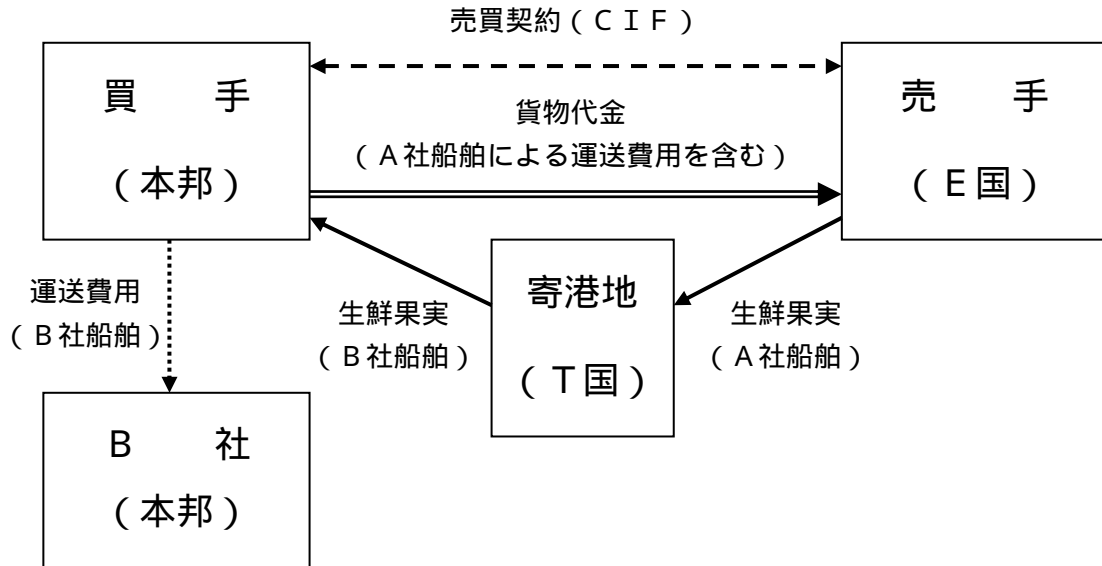 売買契約(CIF)
買 手
(本邦)
貨物代金
(A社船舶による運送費用を含む)
売 手
(E国)
運送費用
(B社船舶)
生鮮果実
(B社船舶)
寄港地
(T国)
生鮮果実
(A社船舶)
B 社
(本邦)